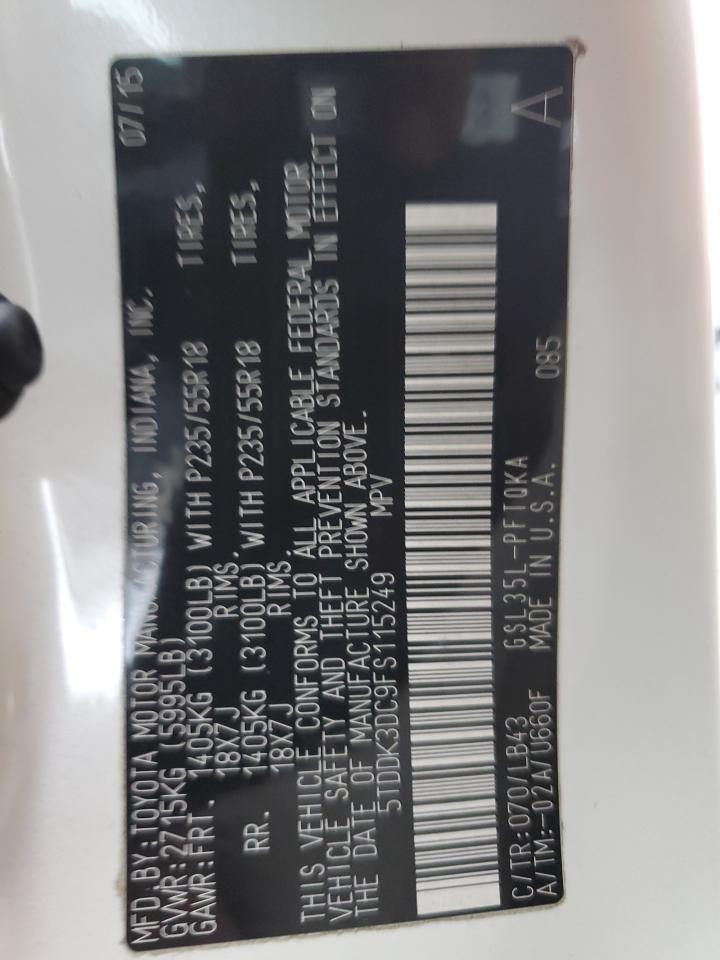 MFD.BY:TOYOTA MOTOR MANUFACTURING, INDIANA, INC. 07/15
GVWR:2715KG (5995LB)
GAWR:FRT. 1405KG (3100LB) WITH P235/55R18 TIRES,
18X7J RIMS.
RR. 1405KG (3100LB) WITH P235/55R18 TIRES,
18X7J RIMS.
THIS VEHICLE CONFORMS TO ALL APPLICABLE FEDERAL MOTOR
VEHICLE SAFETY AND THEFT PREVENTION STANDARDS IN EFFECT ON
THE DATE OF MANUFACTURE SHOWN ABOVE.
5TDDK3DC9FS115249 MPV
C/TR:070/LB43 GSL35L-PFTQKA
A/TM:-02A/U660F MADE IN U.S.A. 085 A